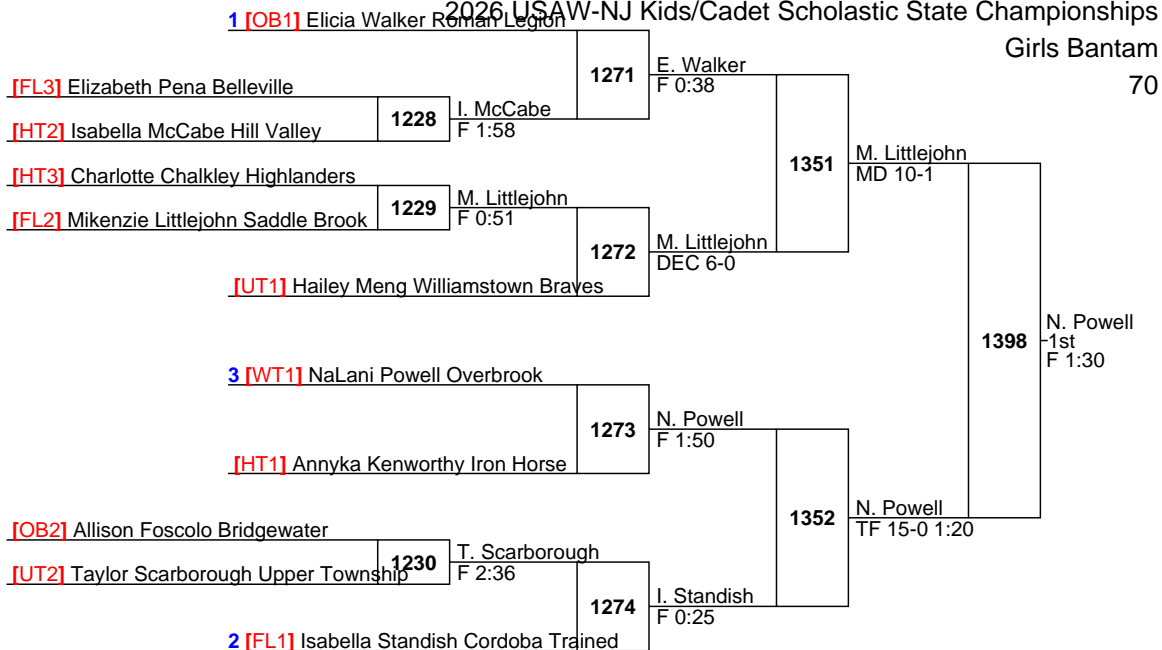 2026 USAW-NJ Kids/Cadet Scholastic State Championships
Girls Bantam
70
1 [OB1] Elicia Walker Roman Legion
1271
E. Walker
F 0:38
[FL3] Elizabeth Pena Belleville
1228
I. McCabe
F 1:58
[HT2] Isabella McCabe Hill Valley
1351
M. Littlejohn
MD 10-1
[HT3] Charlotte Chalkley Highlanders
1229
M. Littlejohn
F 0:51
[FL2] Mikenzie Littlejohn Saddle Brook
1272
M. Littlejohn
DEC 6-0
[UT1] Hailey Meng Williamstown Braves
1398
N. Powell
1st
F 1:30
3 [WT1] NaLani Powell Overbrook
1273
N. Powell
F 1:50
[HT1] Annyka Kenworthy Iron Horse
1352
N. Powell
TF 15-0 1:20
[OB2] Allison Foscolo Bridgewater
1230
T. Scarborough
F 2:36
[UT2] Taylor Scarborough Upper Township
1274
I. Standish
F 0:25
2 [FL1] Isabella Standish Cordoba Trained